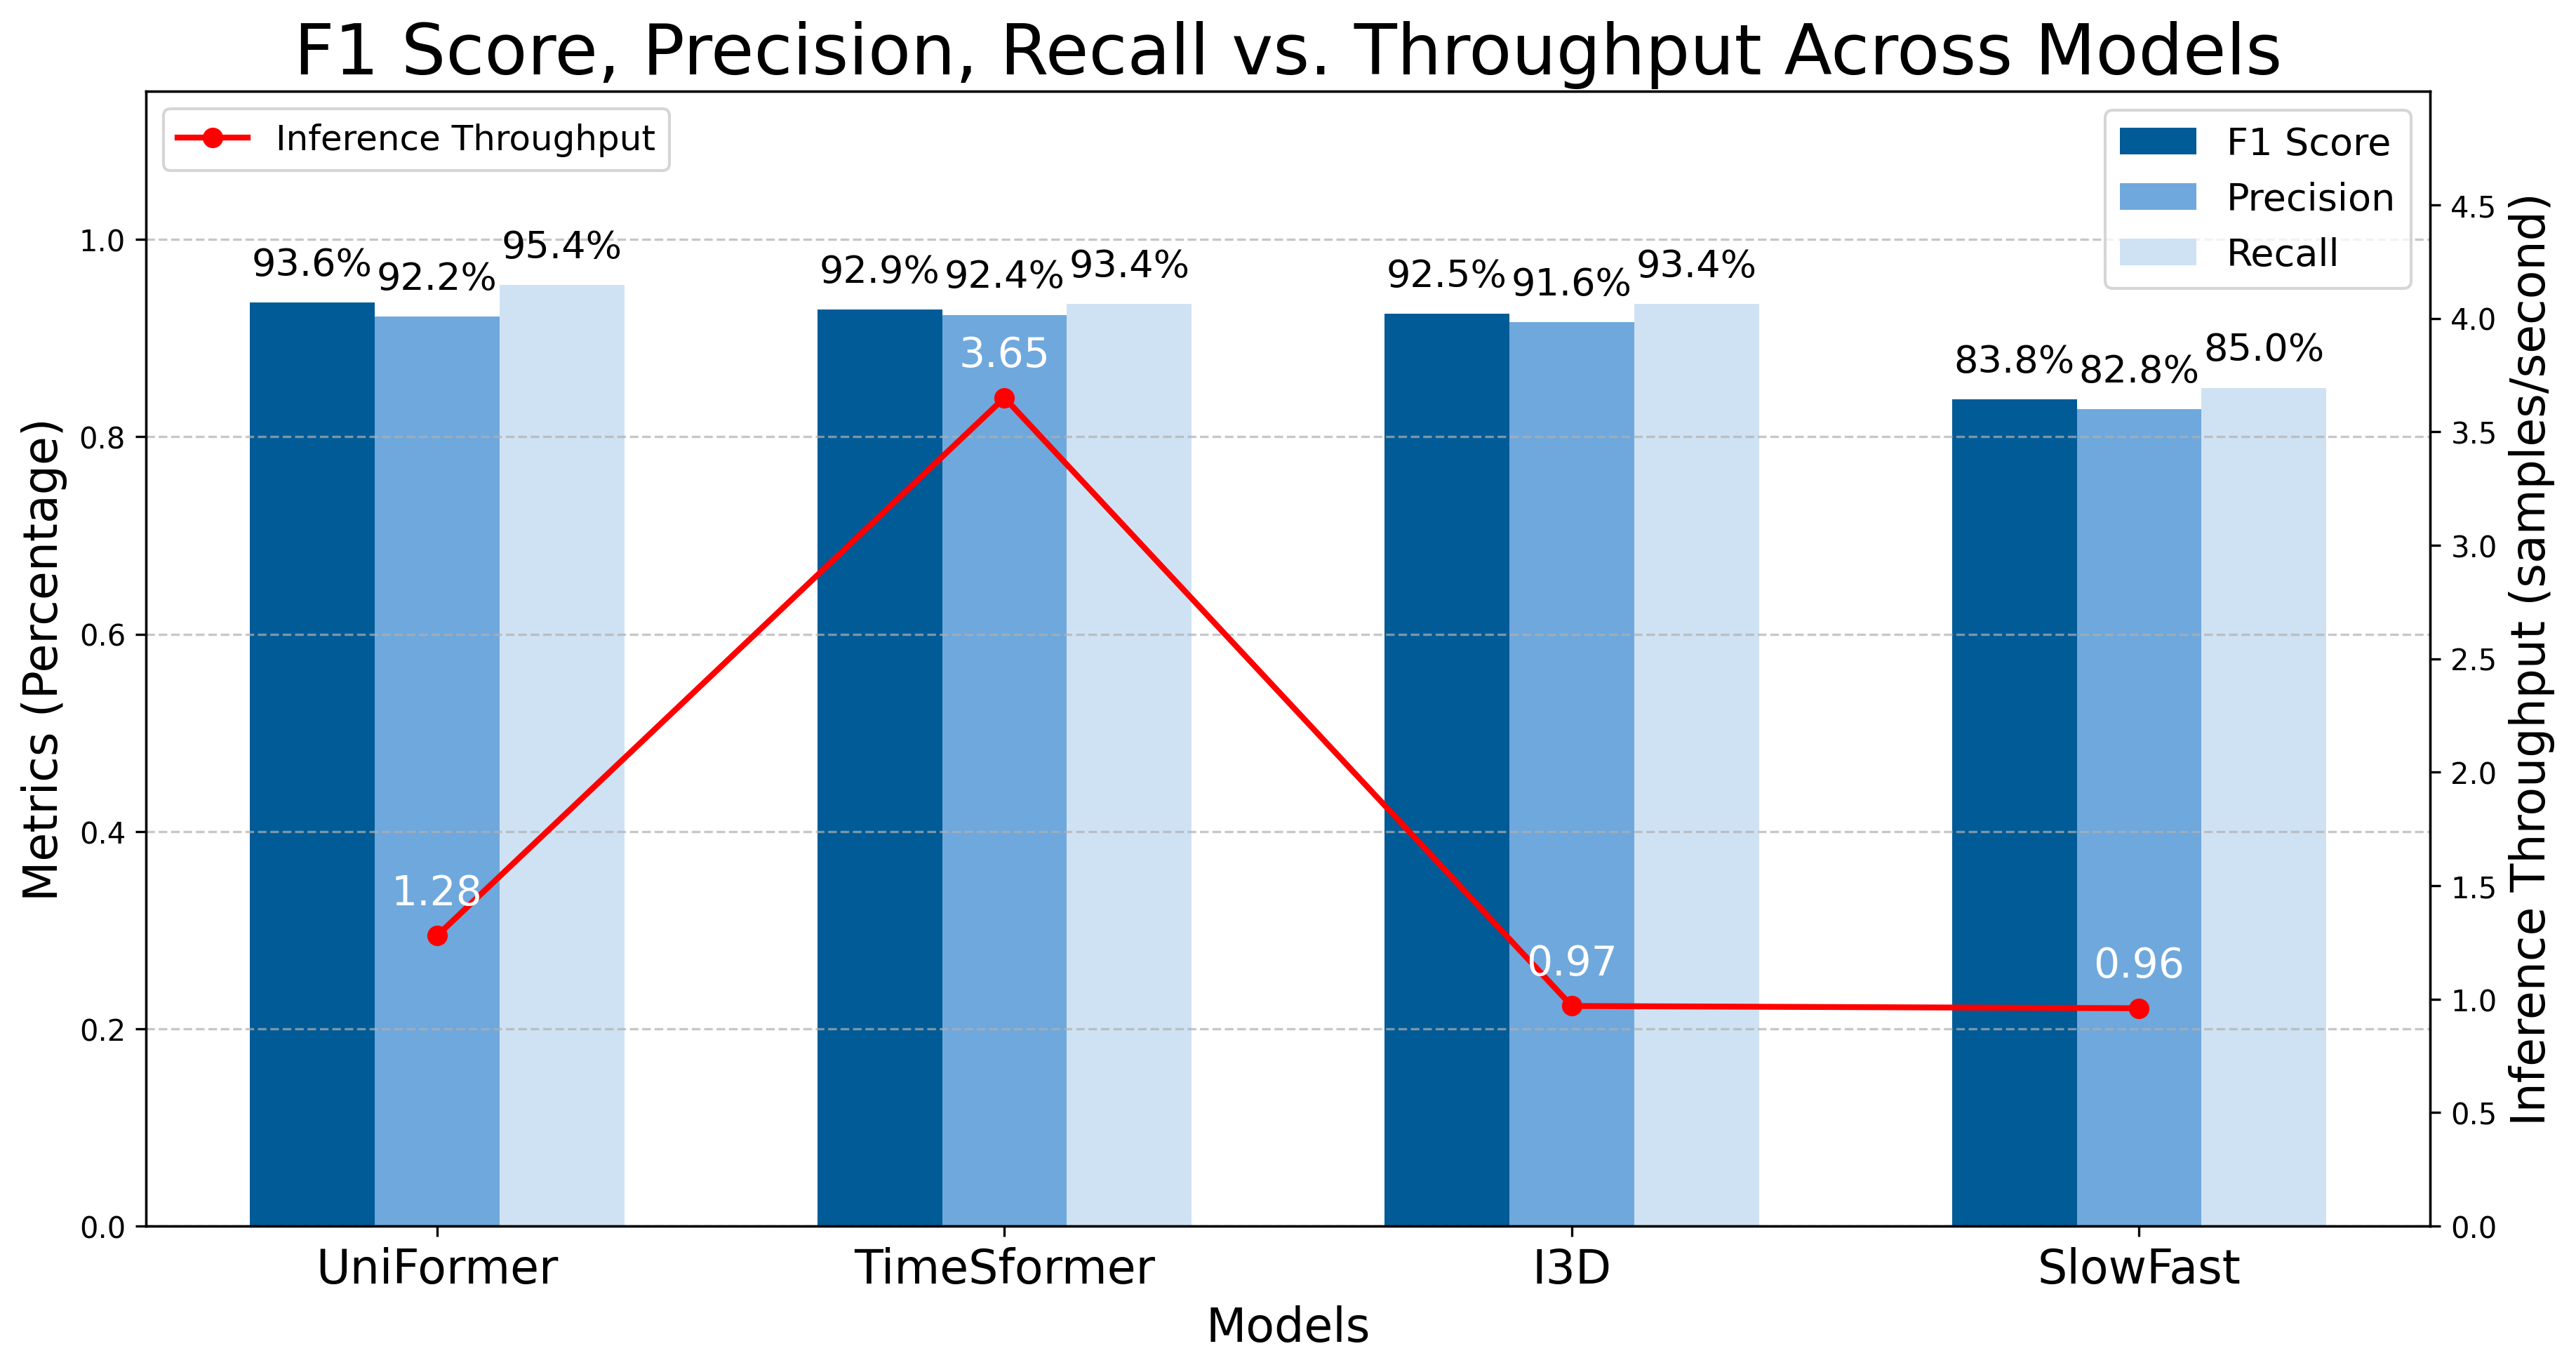 F1 Score, Precision, Recall vs. Throughput Across Models
Inference Throughput
F1 Score
Precision
Recall
Metrics (Percentage)
1.0
0.8
0.6
0.4
0.2
0.0
93.6%
92.2%
95.4%
92.9%
92.4%
93.4%
92.5%
91.6%
93.4%
83.8%
82.8%
85.0%
1.28
3.65
0.97
0.96
4.5
4.0
3.5
3.0
2.5
2.0
1.5
1.0
0.5
0.0
Inference Throughput (samples/second)
UniFormer
TimeSformer
I3D
SlowFast
Models